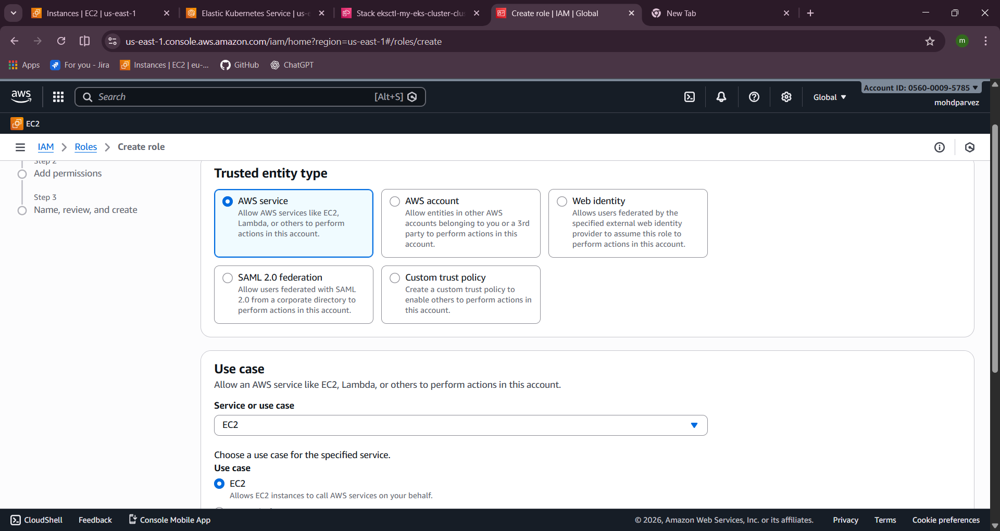 Instances | EC2 | us-east-1
Elastic Kubernetes Service | us-e
Stack eksctl-my-eks-cluster-clus
Create role | IAM | Global
New Tab
us-east-1.console.aws.amazon.com/iam/home?region=us-east-1#/roles/create
m
Apps
For you - Jira
Instances | EC2 | eu-...
GitHub
ChatGPT
aws
Search
[Alt+S]
Global
Account ID: 0560-0009-5785
mohdparvez
EC2
IAM
Roles
Create role
Step 2
Add permissions
Step 3
Name, review, and create
Trusted entity type
AWS service
Allow AWS services like EC2,
Lambda, or others to perform
actions in this account.
AWS account
Allow entities in other AWS
accounts belonging to you or a 3rd
party to perform actions in this
account.
Web identity
Allows users federated by the
specified external web identity
provider to assume this role to
perform actions in this account.
SAML 2.0 federation
Allow users federated with SAML
2.0 from a corporate directory to
perform actions in this account.
Custom trust policy
Create a custom trust policy to
enable others to perform actions in
this account.
Use case
Allow an AWS service like EC2, Lambda, or others to perform actions in this account.
Service or use case
EC2
Choose a use case for the specified service.
Use case
EC2
Allows EC2 instances to call AWS services on your behalf.
CloudShell
Feedback
Console Mobile App
© 2026, Amazon Web Services, Inc. or its affiliates.
Privacy
Terms
Cookie preferences